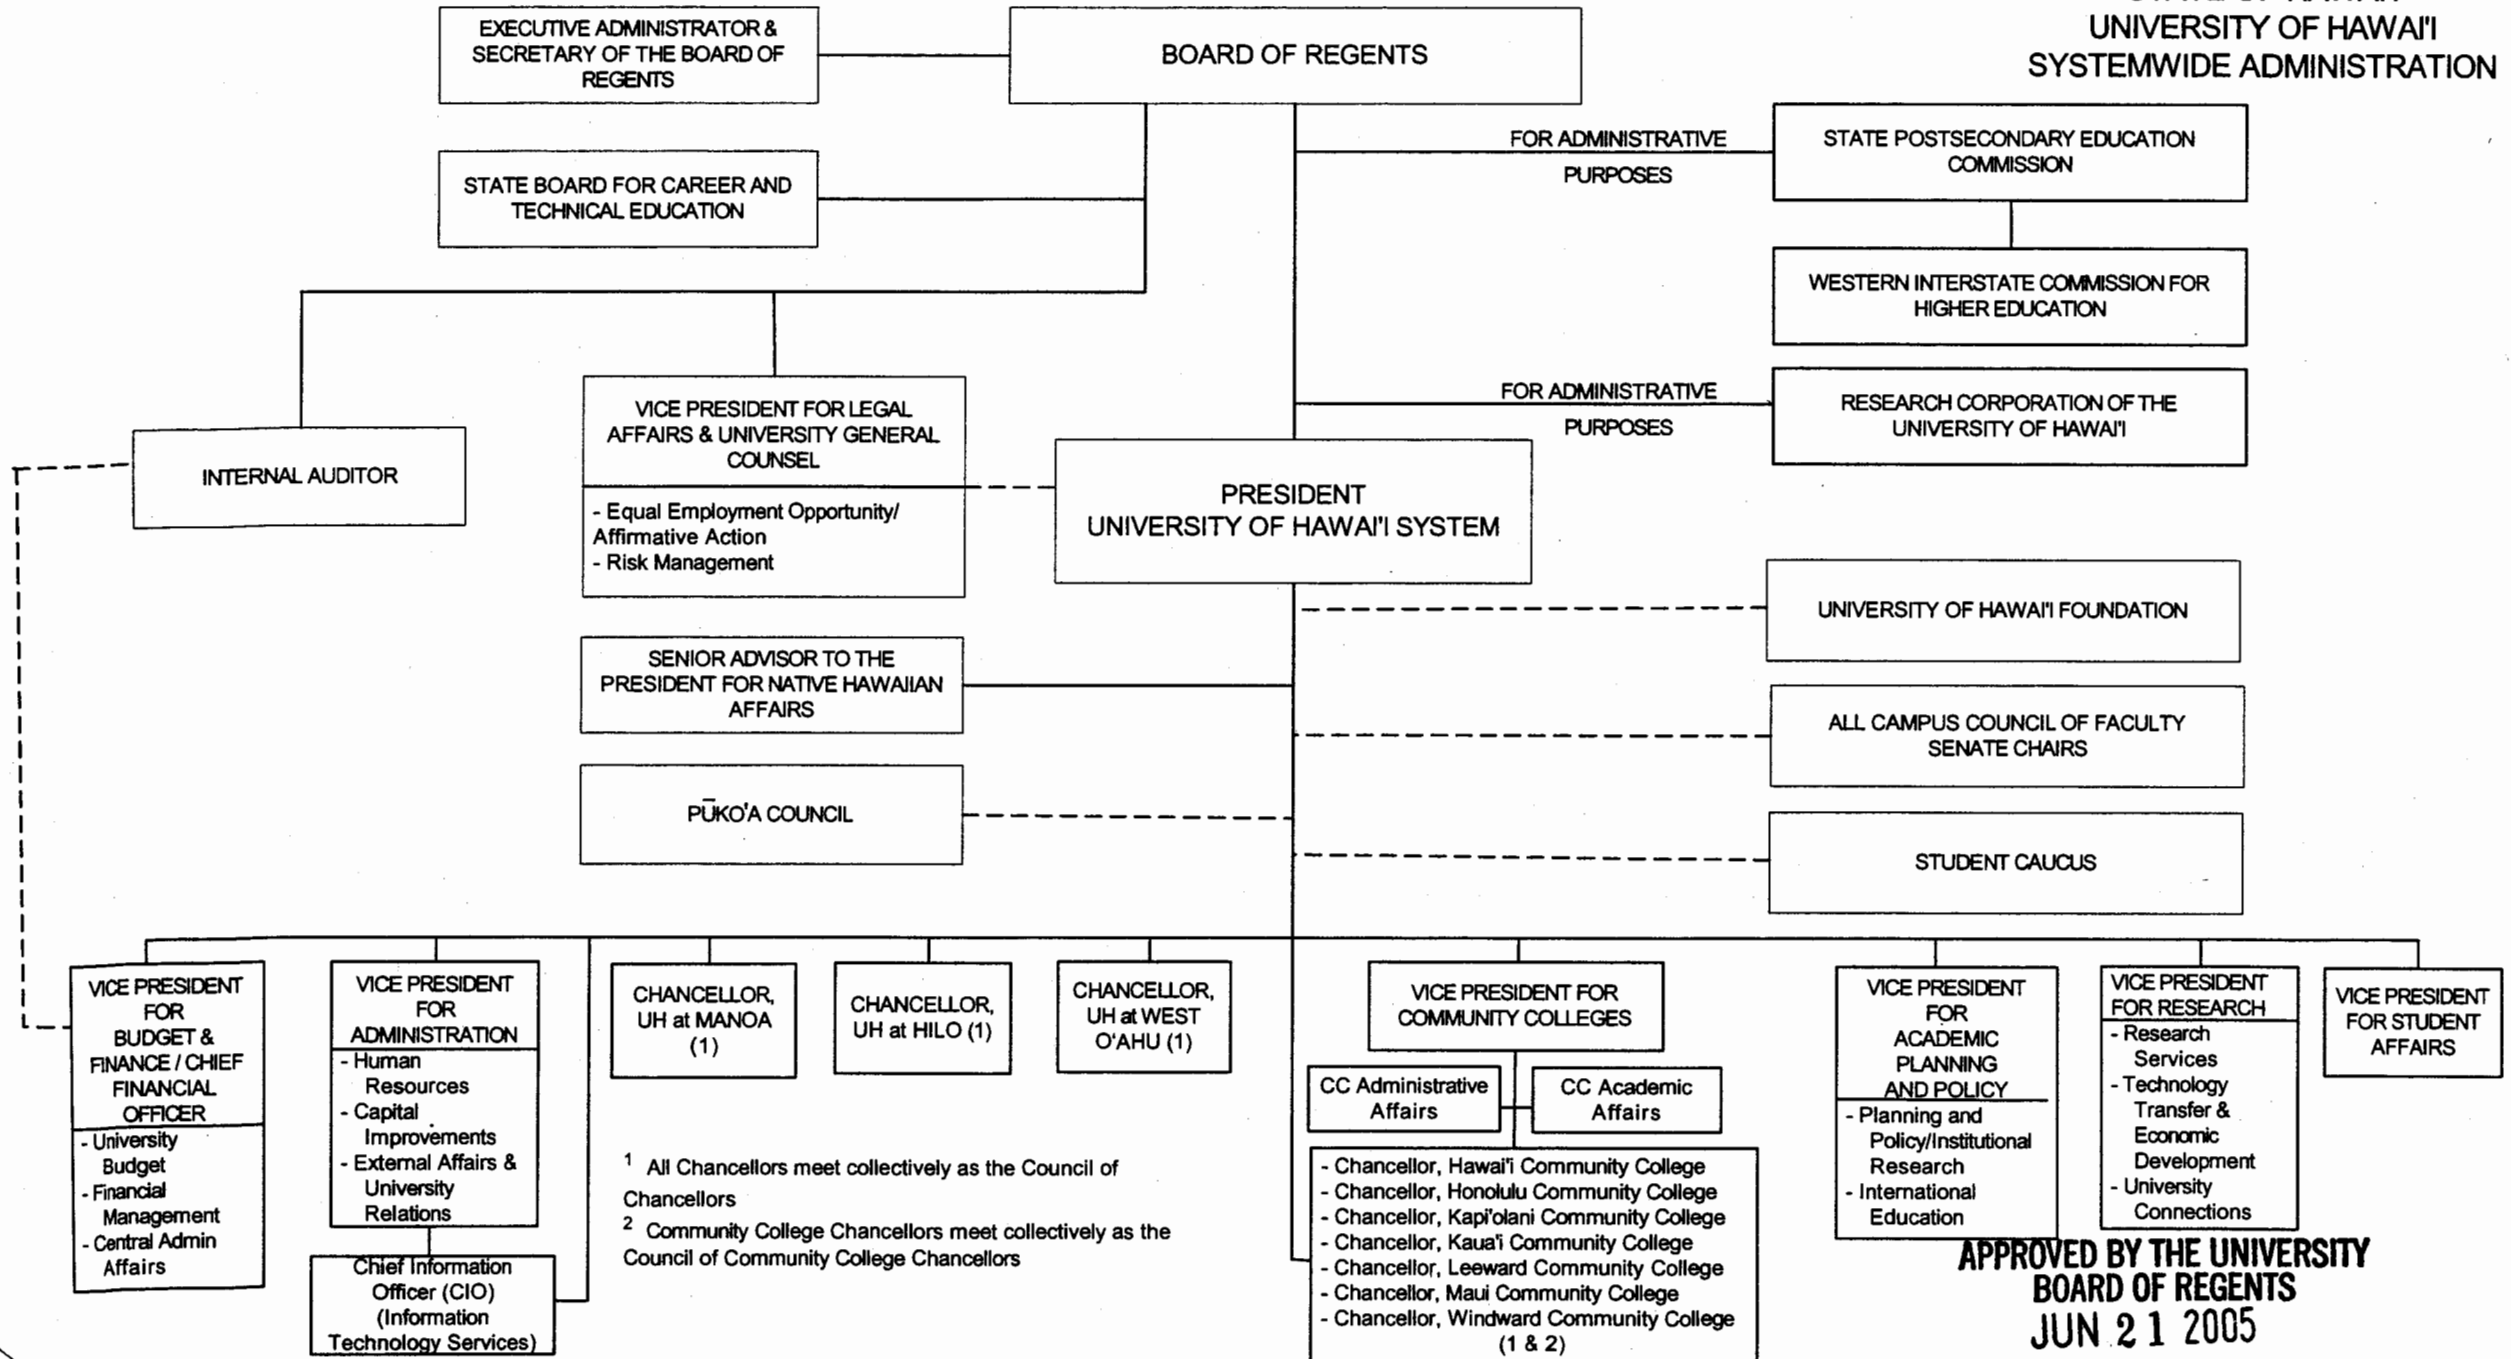 UNIVERSITY OF HAWAI'I
SYSTEMWIDE ADMINISTRATION
EXECUTIVE ADMINISTRATOR &
SECRETARY OF THE BOARD OF
REGENTS
BOARD OF REGENTS
STATE BOARD FOR CAREER AND
TECHNICAL EDUCATION
FOR ADMINISTRATIVE
PURPOSES
STATE POSTSECONDARY EDUCATION
COMMISSION
WESTERN INTERSTATE COMMISSION FOR
HIGHER EDUCATION
FOR ADMINISTRATIVE
PURPOSES
RESEARCH CORPORATION OF THE
UNIVERSITY OF HAWAI'I
INTERNAL AUDITOR
VICE PRESIDENT FOR LEGAL
AFFAIRS & UNIVERSITY GENERAL
COUNSEL
- Equal Employment Opportunity/
Affirmative Action
- Risk Management
PRESIDENT
UNIVERSITY OF HAWAI'I SYSTEM
UNIVERSITY OF HAWAI'I FOUNDATION
SENIOR ADVISOR TO THE
PRESIDENT FOR NATIVE HAWAIIAN
AFFAIRS
ALL CAMPUS COUNCIL OF FACULTY
SENATE CHAIRS
PŪKO'A COUNCIL
STUDENT CAUCUS
VICE PRESIDENT
FOR
BUDGET &
FINANCE / CHIEF
FINANCIAL
OFFICER
- University
Budget
- Financial
Management
- Central Admin
Affairs
VICE PRESIDENT
FOR
ADMINISTRATION
- Human
Resources
- Capital
Improvements
- External Affairs &
University
Relations
Chief Information
Officer (CIO)
(Information
Technology Services)
CHANCELLOR,
UH at MANOA
(1)
CHANCELLOR,
UH at HILO (1)
CHANCELLOR,
UH at WEST
O'AHU (1)
1 All Chancellors meet collectively as the Council of
Chancellors
2 Community College Chancellors meet collectively as the
Council of Community College Chancellors
VICE PRESIDENT FOR
COMMUNITY COLLEGES
CC Administrative
Affairs
CC Academic
Affairs
- Chancellor, Hawai'i Community College
- Chancellor, Honolulu Community College
- Chancellor, Kapi'olani Community College
- Chancellor, Kaua'i Community College
- Chancellor, Leeward Community College
- Chancellor, Maui Community College
- Chancellor, Windward Community College
(1 & 2)
VICE PRESIDENT
FOR
ACADEMIC
PLANNING
AND POLICY
- Planning and
Policy/Institutional
Research
- International
Education
VICE PRESIDENT
FOR RESEARCH
- Research
Services
- Technology
Transfer &
Economic
Development
- University
Connections
VICE PRESIDENT
FOR STUDENT
AFFAIRS
APPROVED BY THE UNIVERSITY
BOARD OF REGENTS
JUN 21 2005